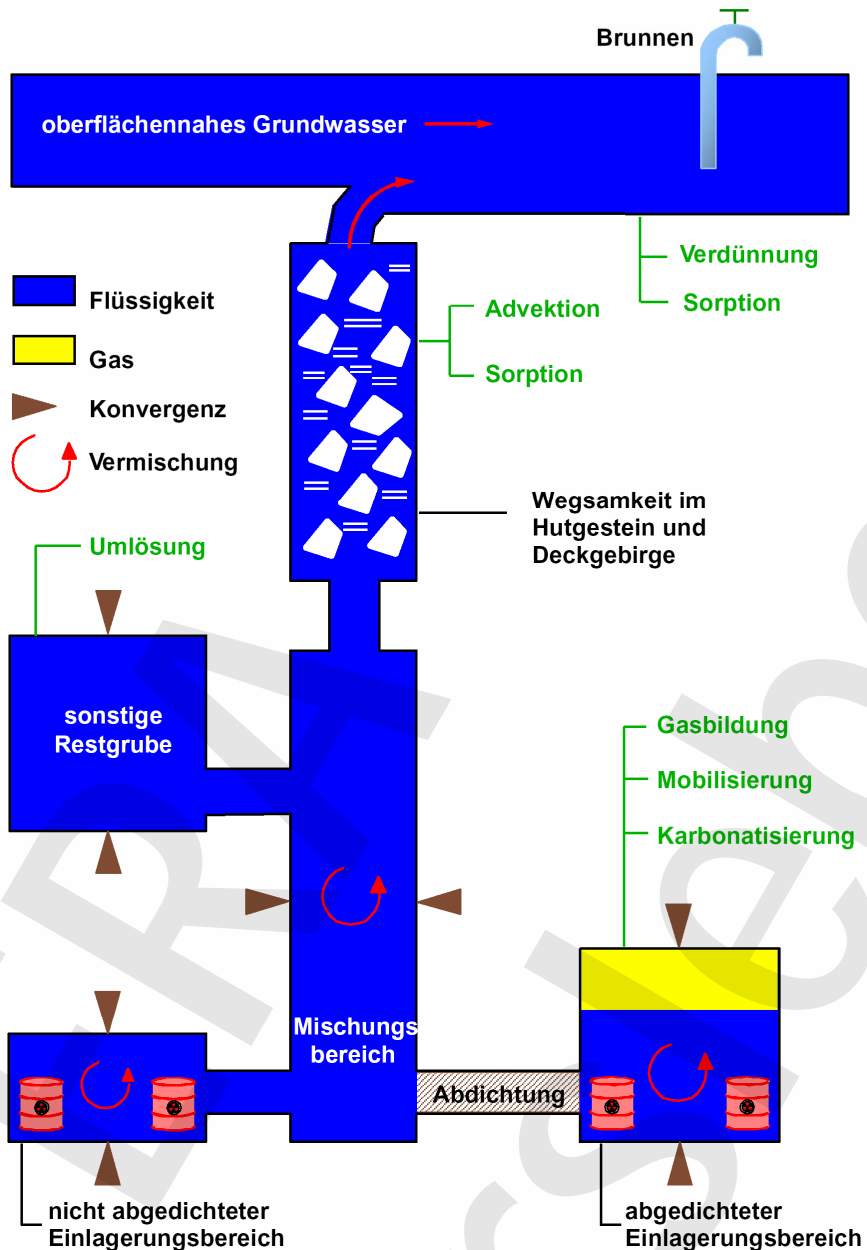 Brunnen
oberflächennahes Grundwasser
Verdünnung
Sorption
Flüssigkeit
Gas
Konvergenz
Vermischung
Advektion
Sorption
Wegsamkeit im
Hutgestein und
Deckgebirge
Umlösung
sonstige
Restgrube
Gasbildung
Mobilisierung
Karbonatisierung
Mischungs
bereich
Abdichtung
nicht abgedichteter
Einlagerungsbereich
abgedichteter
Einlagerungsbereich